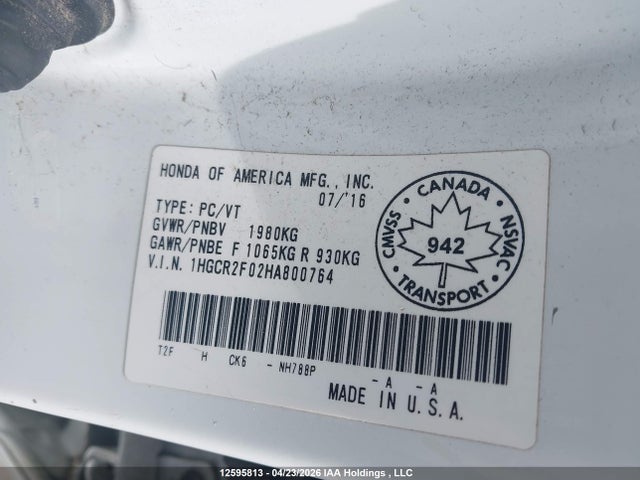 HONDA OF AMERICA MFG., INC.
07/'16
TYPE: PC/VT
GVWR/PNBV 1980KG
GAWR/PNBE F 1065KG R 930KG
V.I.N. 1HGCR2F02HA800764
CANADA
CMVSS
NSVAC
942
TRANSPORT
T2F H CK6 - NH788P
- A - A
MADE IN U.S.A.
12595813 - 04/23/2026 IAA Holdings , LLC